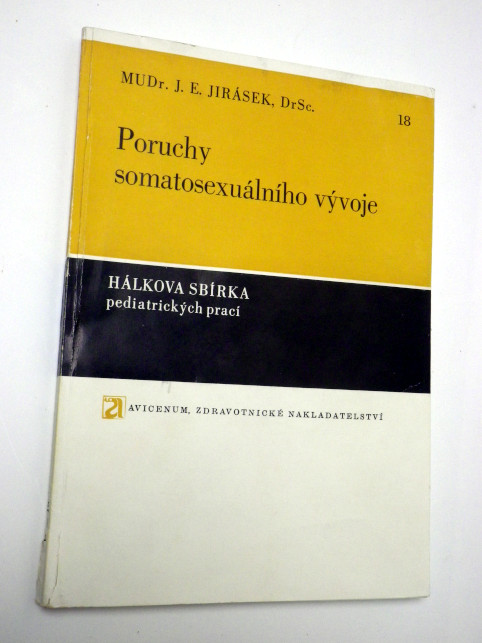 MUDr. J. E. JIRÁSEK, DrSc.
18
Poruchy
somatosexuálního vývoje
HÁLKOVA SBÍRKA
pediatrických prací
AVICENUM, ZDRAVOTNICKÉ NAKLADATELSTVÍ